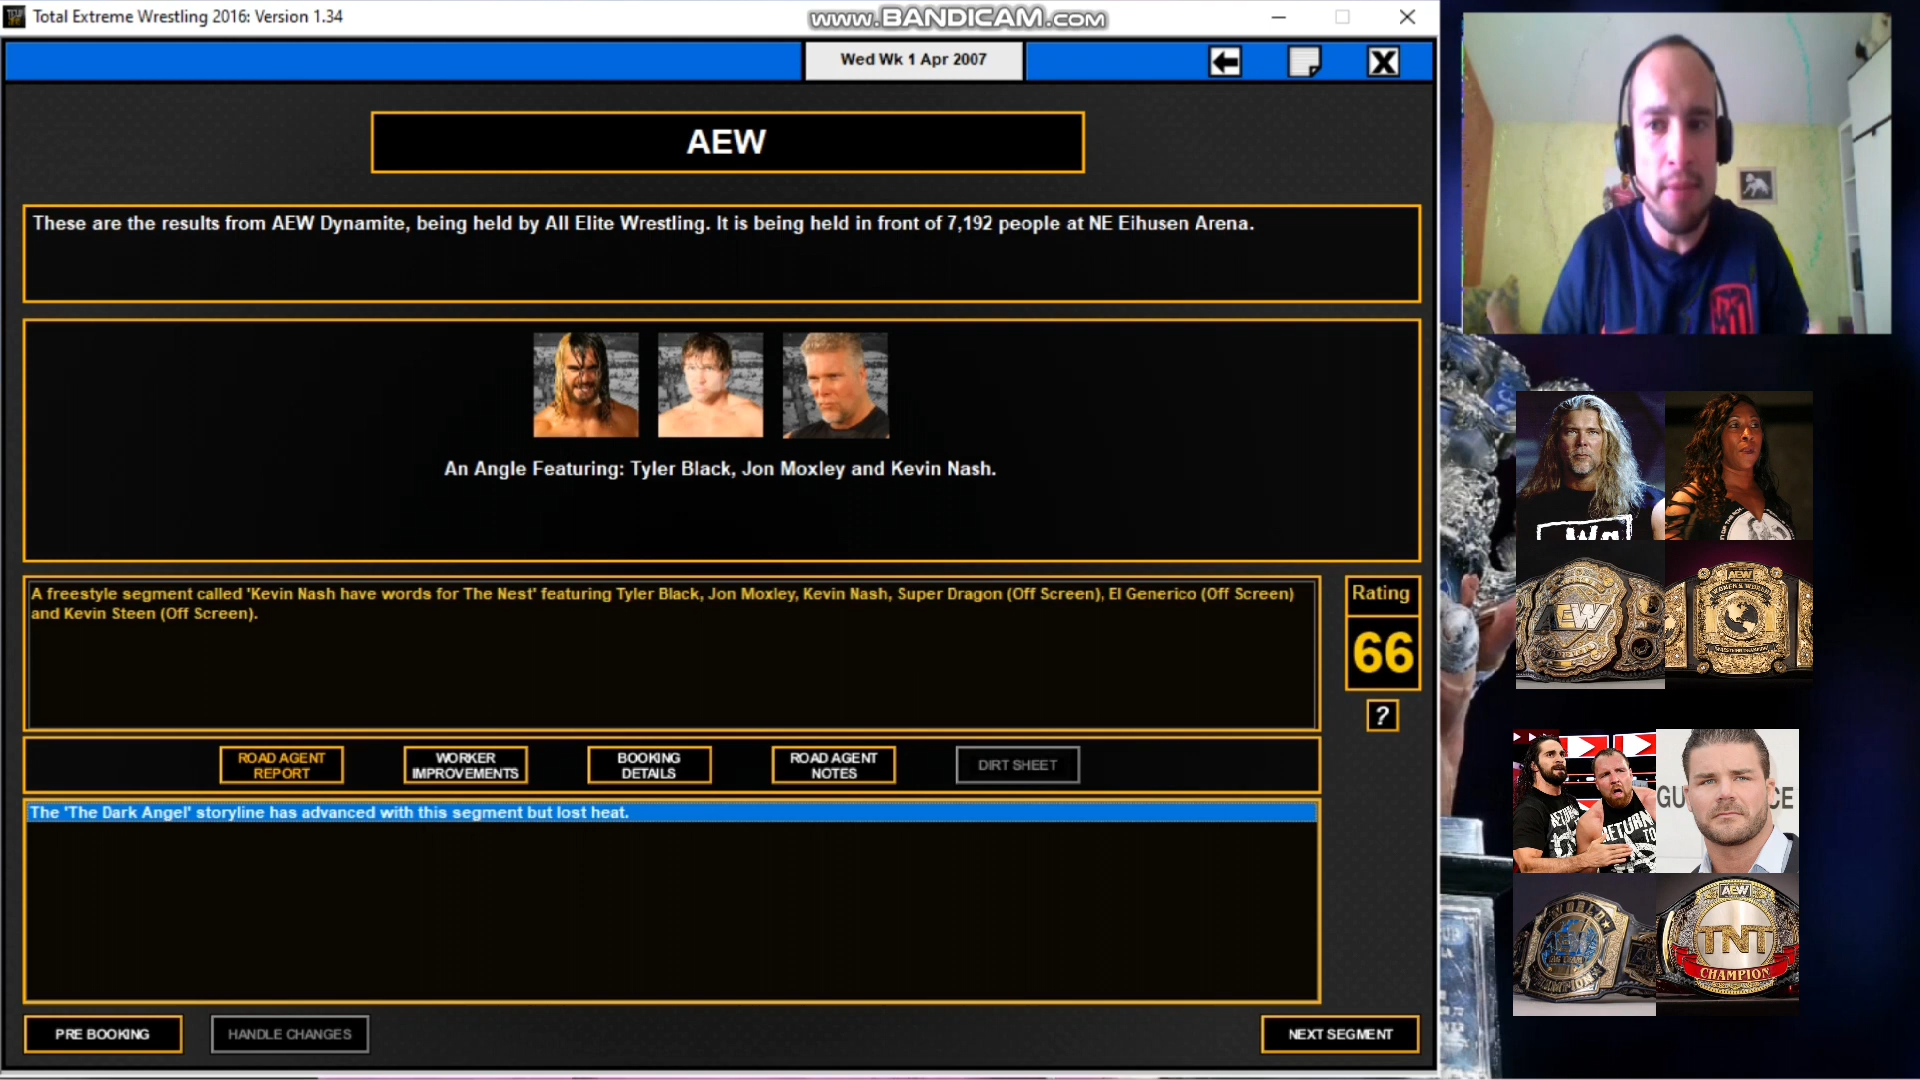 Total Extreme Wrestling 2016: Version 1.34
www.BANDICAM.com
Wed Wk 1 Apr 2007
AEW
These are the results from AEW Dynamite, being held by All Elite Wrestling. It is being held in front of 7,192 people at NE Eihusen Arena.
An Angle Featuring: Tyler Black, Jon Moxley and Kevin Nash.
A freestyle segment called 'Kevin Nash have words for The Nest' featuring Tyler Black, Jon Moxley, Kevin Nash, Super Dragon (Off Screen), El Generico (Off Screen)
and Kevin Steen (Off Screen).
Rating
66
?
ROAD AGENT
REPORT
WORKER
IMPROVEMENTS
BOOKING
DETAILS
ROAD AGENT
NOTES
DIRT SHEET
The 'The Dark Angel' storyline has advanced with this segment but lost heat.
PRE BOOKING
HANDLE CHANGES
NEXT SEGMENT
AEW
AEW
AEW
TNT
CHAMPION